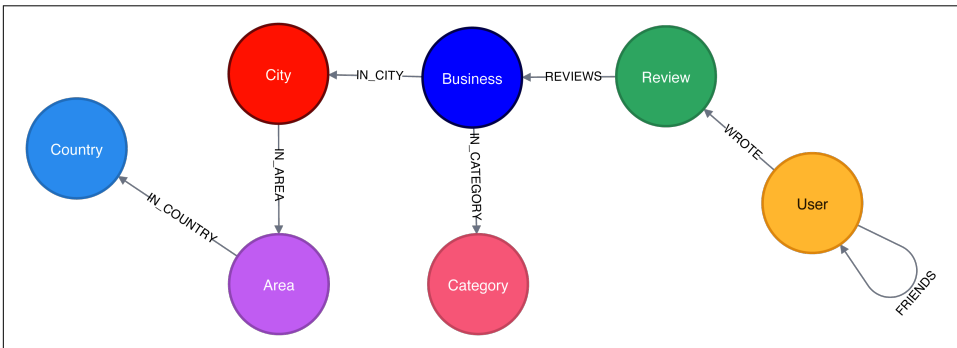 City
IN_CITY
Business
REVIEWS
Review
Country
IN_AREA
IN_CATEGORY
WROTE
User
IN_COUNTRY
Area
Category
FRIENDS